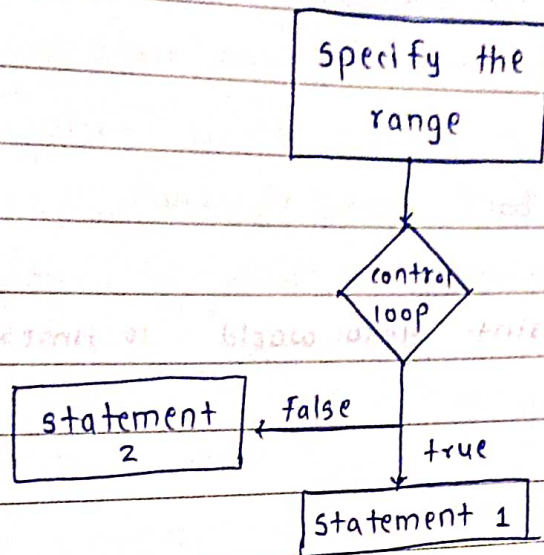 specify the
range
control
loop
false
statement
2
true
statement 1